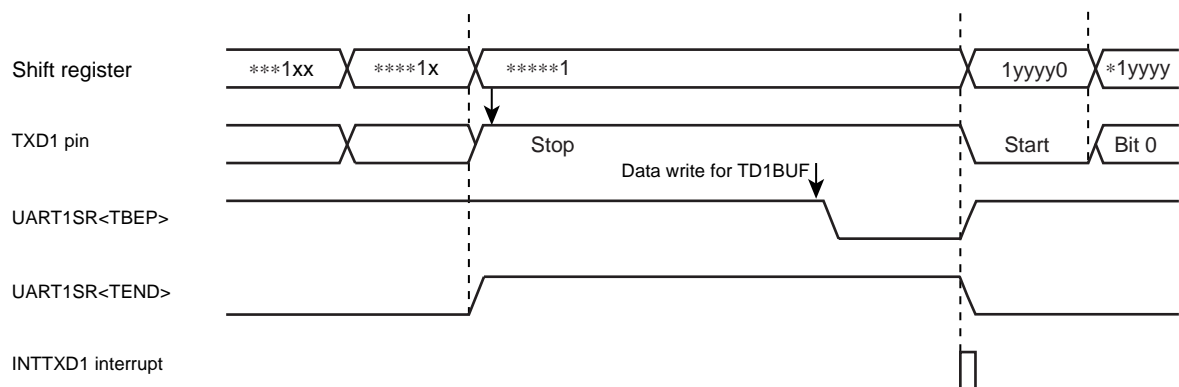 Shift register ***1xx ****1x *****1 1yyyy0 *1yyyy
TXD1 pin Stop Start Bit 0
Data write for TD1BUF
UART1SR<TBEP>
UART1SR<TEND>
INTTXD1 interrupt